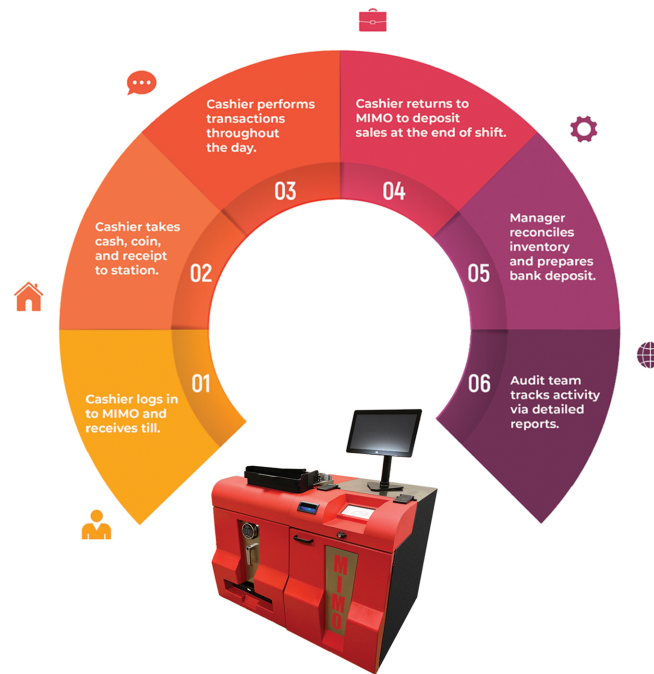 Cashier logs in
to MIMO and
receives till.
01
Cashier takes
cash, coin,
and receipt
to station.
02
Cashier performs
transactions
throughout
the day.
03
Cashier returns to
MIMO to deposit
sales at the end of shift.
04
Manager
reconciles
inventory
and prepares
bank deposit.
05
Audit team
tracks activity
via detailed
reports.
06
MIMO